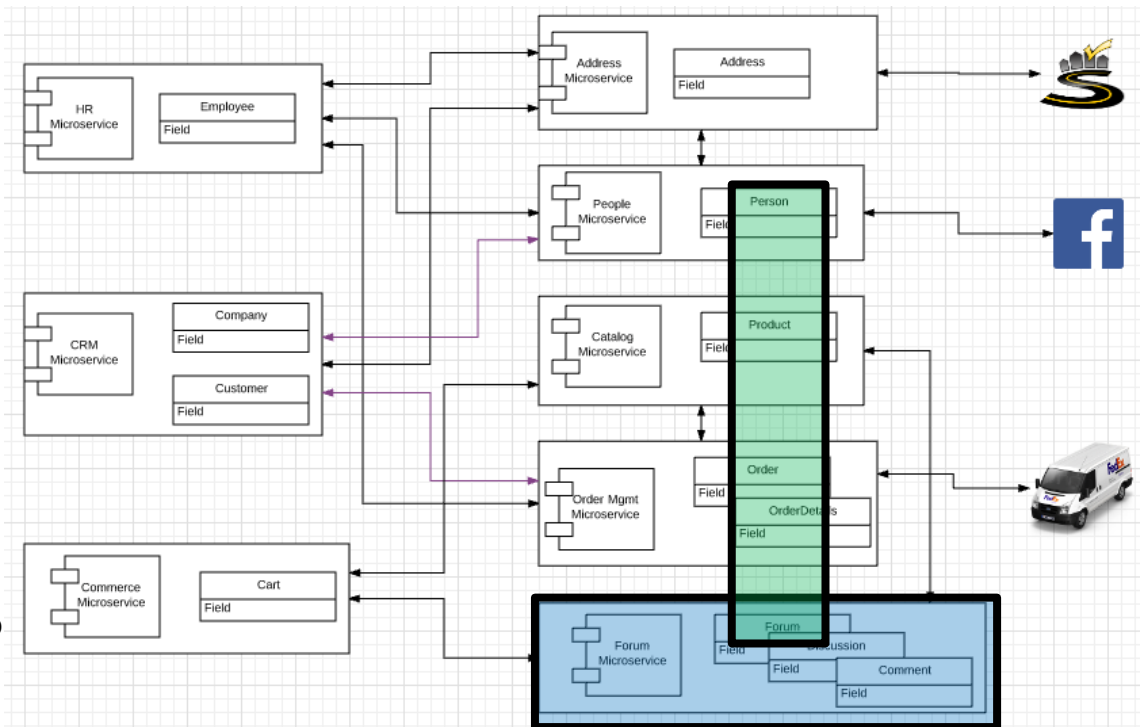 HR
Microservice
Employee
Field
CRM
Microservice
Company
Field
Customer
Field
Commerce
Microservice
Cart
Field
Address
Microservice
Address
Field
People
Microservice
Person
Field
Catalog
Microservice
Product
Field
Order Mgmt
Microservice
Order
Field
OrderDetails
Field
Forum
Microservice
Forum
Field
Discussion
Field
Comment
Field
S
f
FedEx